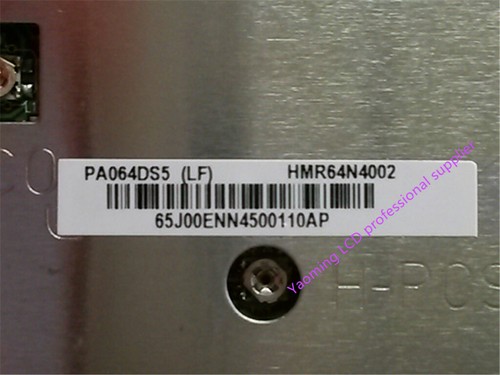 PA064DS5 (LF) HMR64N4002
65J00ENN4500110AP
Yaoming LCD professional supplier